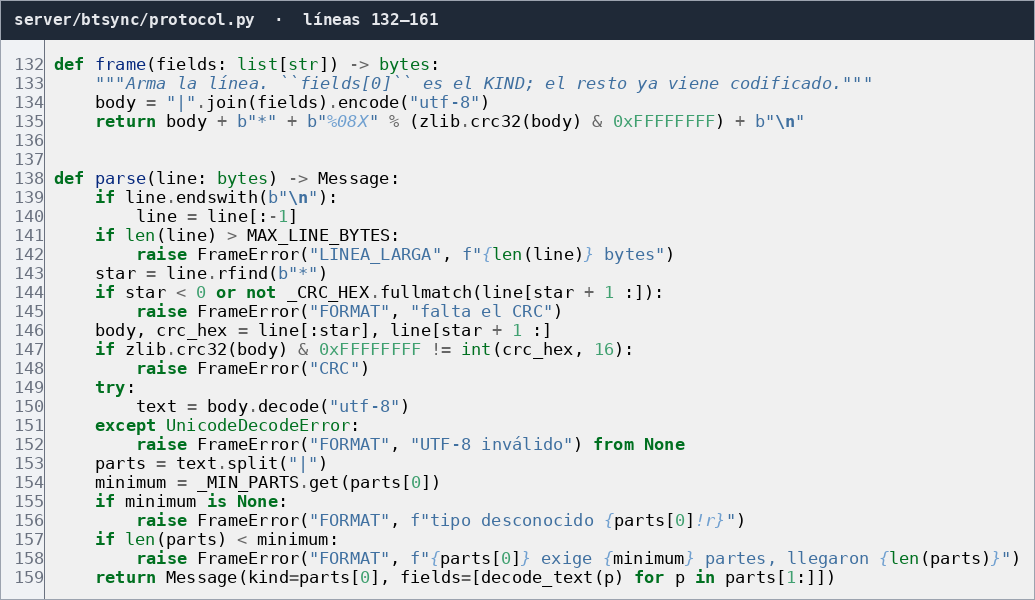 server/btsync/protocol.py  ·  líneas 132–161
132 def frame(fields: list[str]) -> bytes:
133     """Arma la línea. ``fields[0]`` es el KIND; el resto ya viene codificado."""
134     body = "|".join(fields).encode("utf-8")
135     return body + b"*" + b"%08X" % (zlib.crc32(body) & 0xFFFFFFFF) + b"\n"
136
137
138 def parse(line: bytes) -> Message:
139     if line.endswith(b"\n"):
140         line = line[:-1]
141     if len(line) > MAX_LINE_BYTES:
142         raise FrameError("LINEA_LARGA", f"{len(line)} bytes")
143     star = line.rfind(b"*")
144     if star < 0 or not _CRC_HEX.fullmatch(line[star + 1 :]):
145         raise FrameError("FORMAT", "falta el CRC")
146     body, crc_hex = line[:star], line[star + 1 :]
147     if zlib.crc32(body) & 0xFFFFFFFF != int(crc_hex, 16):
148         raise FrameError("CRC")
149     try:
150         text = body.decode("utf-8")
151     except UnicodeDecodeError:
152         raise FrameError("FORMAT", "UTF-8 inválido") from None
153     parts = text.split("|")
154     minimum = _MIN_PARTS.get(parts[0])
155     if minimum is None:
156         raise FrameError("FORMAT", f"tipo desconocido {parts[0]!r}")
157     if len(parts) < minimum:
158         raise FrameError("FORMAT", f"{parts[0]} exige {minimum} partes, llegaron {len(parts)}")
159     return Message(kind=parts[0], fields=[decode_text(p) for p in parts[1:]])